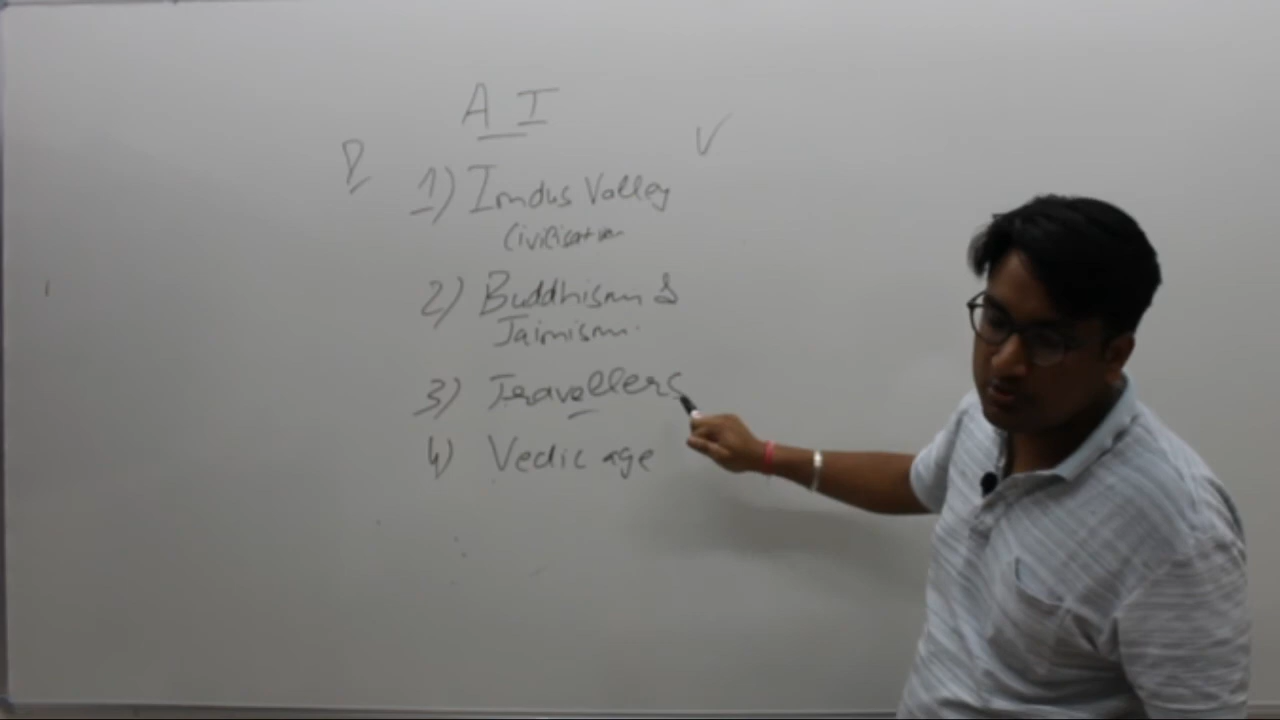 A I
P
V
1) Indus Valley
Civilisation
2) Buddhism &
Jainism.
3) Travellers
4) Vedic age